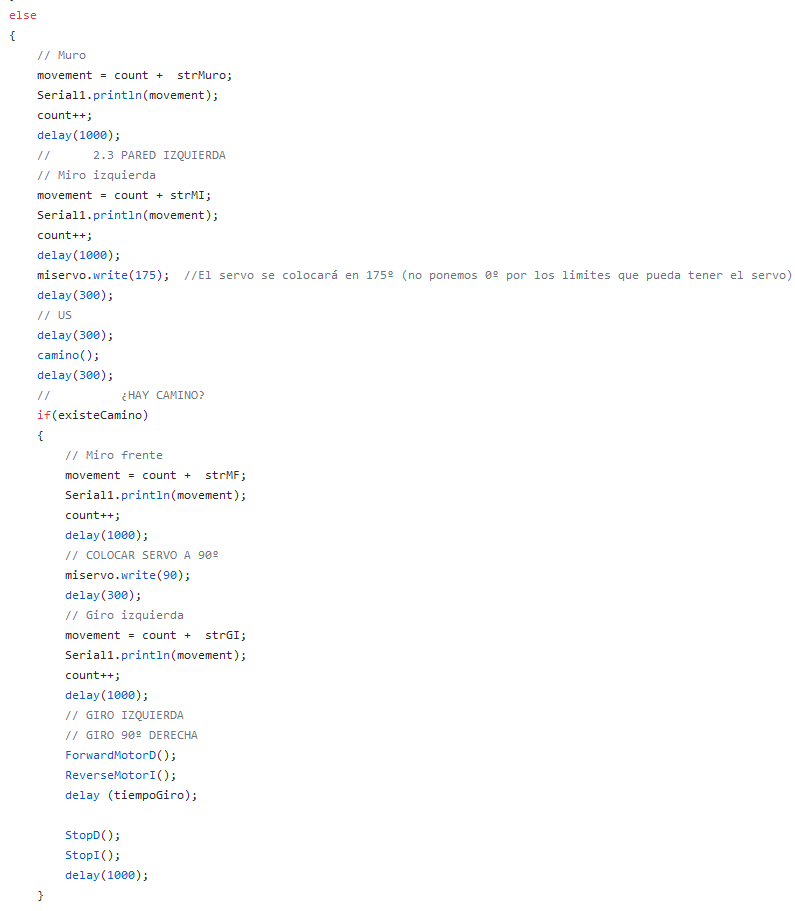 else
{
    // Muro
    movement = count +  strMuro;
    Serial1.println(movement);
    count++;
    delay(1000);
    //      2.3 PARED IZQUIERDA
    // Miro izquierda
    movement = count + strMI;
    Serial1.println(movement);
    count++;
    delay(1000);
    miservo.write(175);  //El servo se colocará en 175º (no ponemos 0º por los limites que pueda tener el servo)
    delay(300);
    // US
    delay(300);
    camino();
    delay(300);
    //          ¿HAY CAMINO?
    if(existeCamino)
    {
        // Miro frente
        movement = count +  strMF;
        Serial1.println(movement);
        count++;
        delay(1000);
        // COLOCAR SERVO A 90º
        miservo.write(90);
        delay(300);
        // Giro izquierda
        movement = count +  strGI;
        Serial1.println(movement);
        count++;
        delay(1000);
        // GIRO IZQUIERDA
        // GIRO 90º DERECHA
        ForwardMotorD();
        ReverseMotorI();
        delay (tiempoGiro);

        StopD();
        StopI();
        delay(1000);
    }